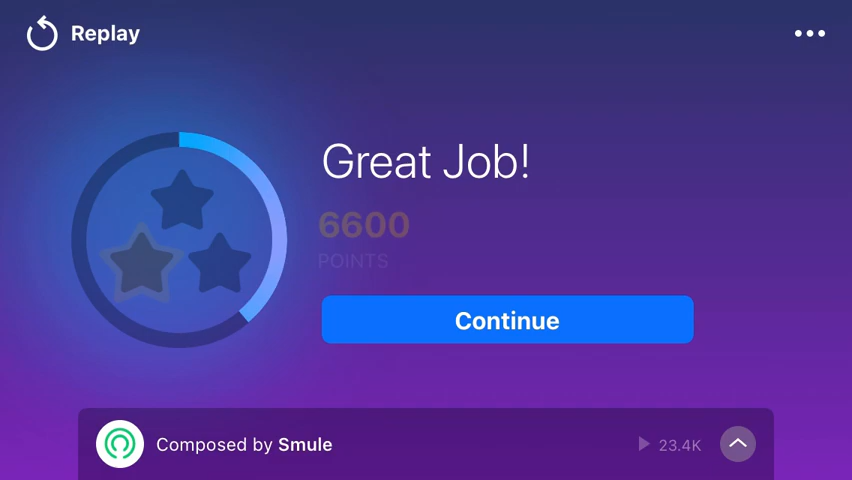 Replay
Great Job!
6600
POINTS
Continue
Composed by Smule
23.4K